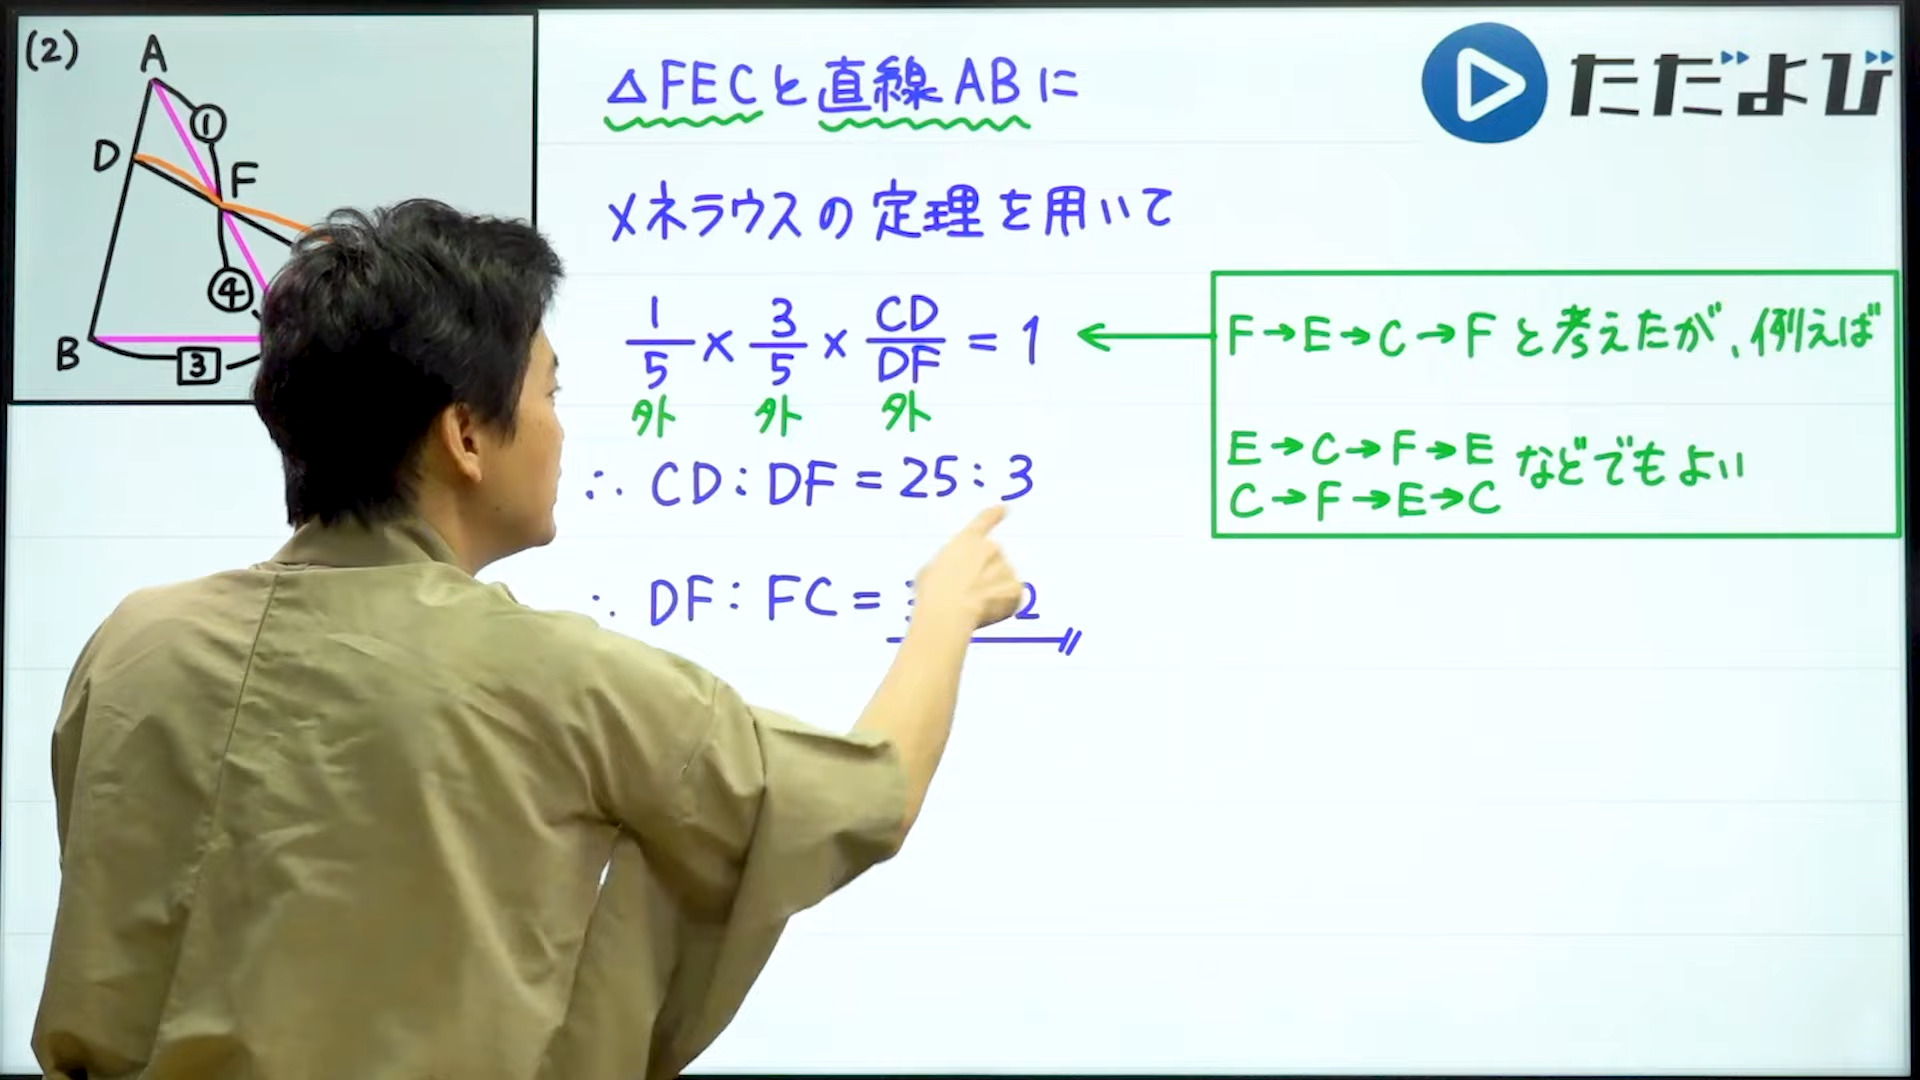 (2)
A
①
D
F
④
B
3
ただよび
△FECと直線ABに
メネラウスの定理を用いて
1/5 × 3/5 × CD/DF = 1
外 外 外
∴ CD:DF = 25:3
∴ DF:FC =
F→E→C→Fと考えたが、例えば
E→C→F→E
C→F→E→C
などでもよい